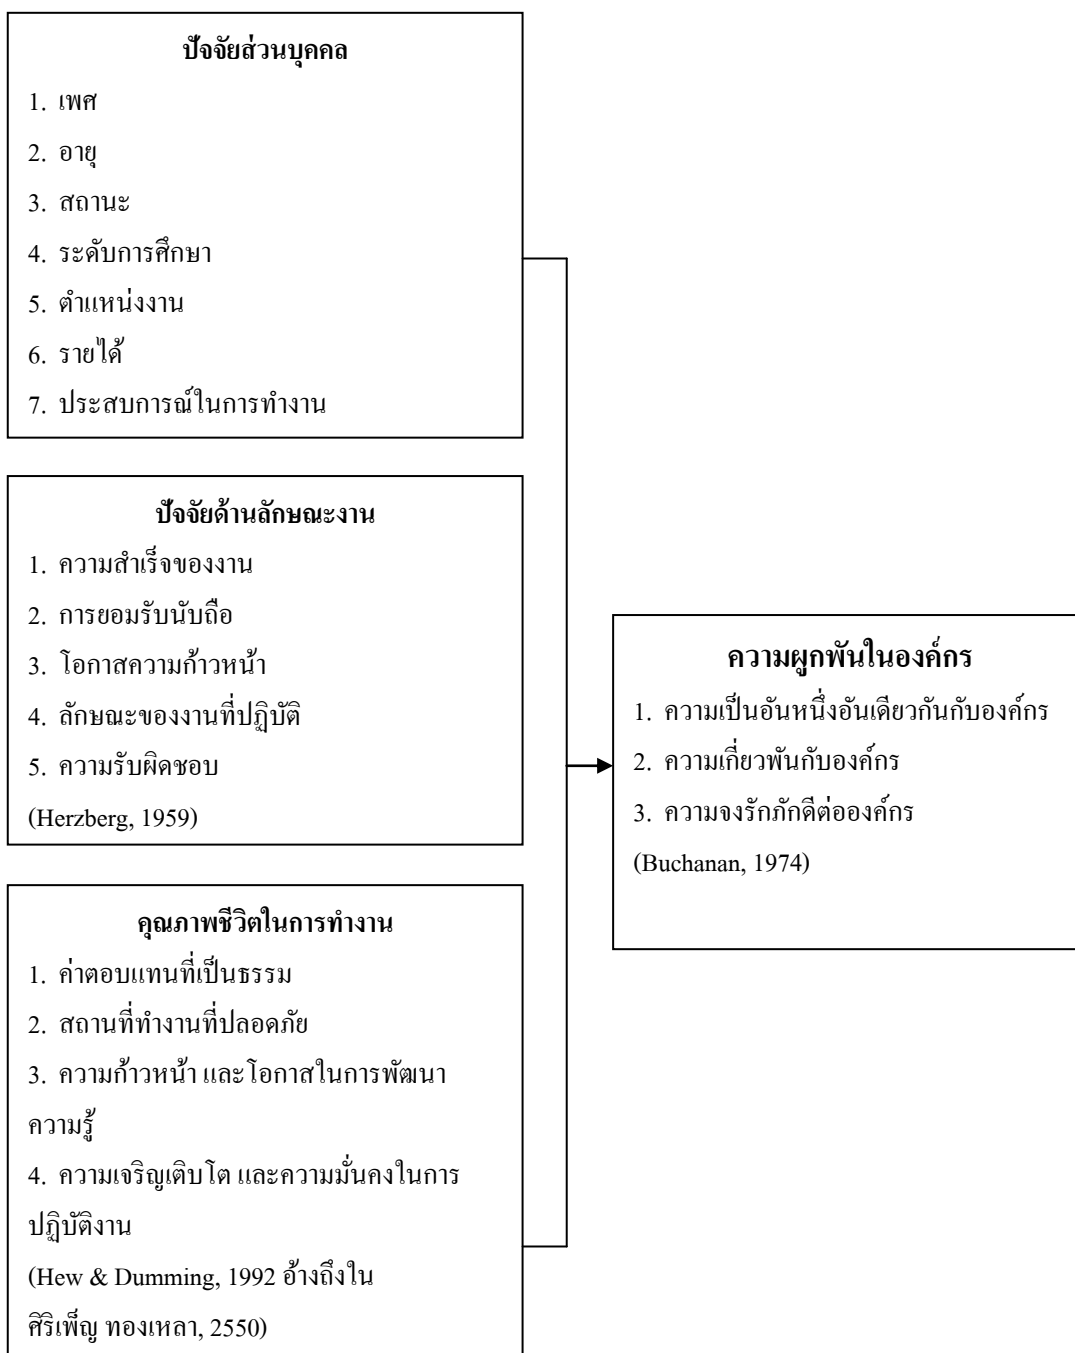 ปัจจัยส่วนบุคคล
1. เพศ
2. อายุ
3. สถานะ
4. ระดับการศึกษา
5. ตำแหน่งงาน
6. รายได้
7. ประสบการณ์ในการทำงาน
ปัจจัยด้านลักษณะงาน
1. ความสำเร็จของงาน
2. การยอมรับนับถือ
3. โอกาสความก้าวหน้า
4. ลักษณะของงานที่ปฏิบัติ
5. ความรับผิดชอบ
(Herzberg, 1959)
คุณภาพชีวิตในการทำงาน
1. ค่าตอบแทนที่เป็นธรรม
2. สถานที่ทำงานที่ปลอดภัย
3. ความก้าวหน้า และโอกาสในการพัฒนา
ความรู้
4. ความเจริญเติบโต และความมั่นคงในการ
ปฏิบัติงาน
(Hew & Dumming, 1992 อ้างถึงใน
ศิริเพ็ญ ทองเหลา, 2550)
ความผูกพันในองค์กร
1. ความเป็นอันหนึ่งอันเดียวกันกับองค์กร
2. ความเกี่ยวพันกับองค์กร
3. ความจงรักภักดีต่อองค์กร
(Buchanan, 1974)